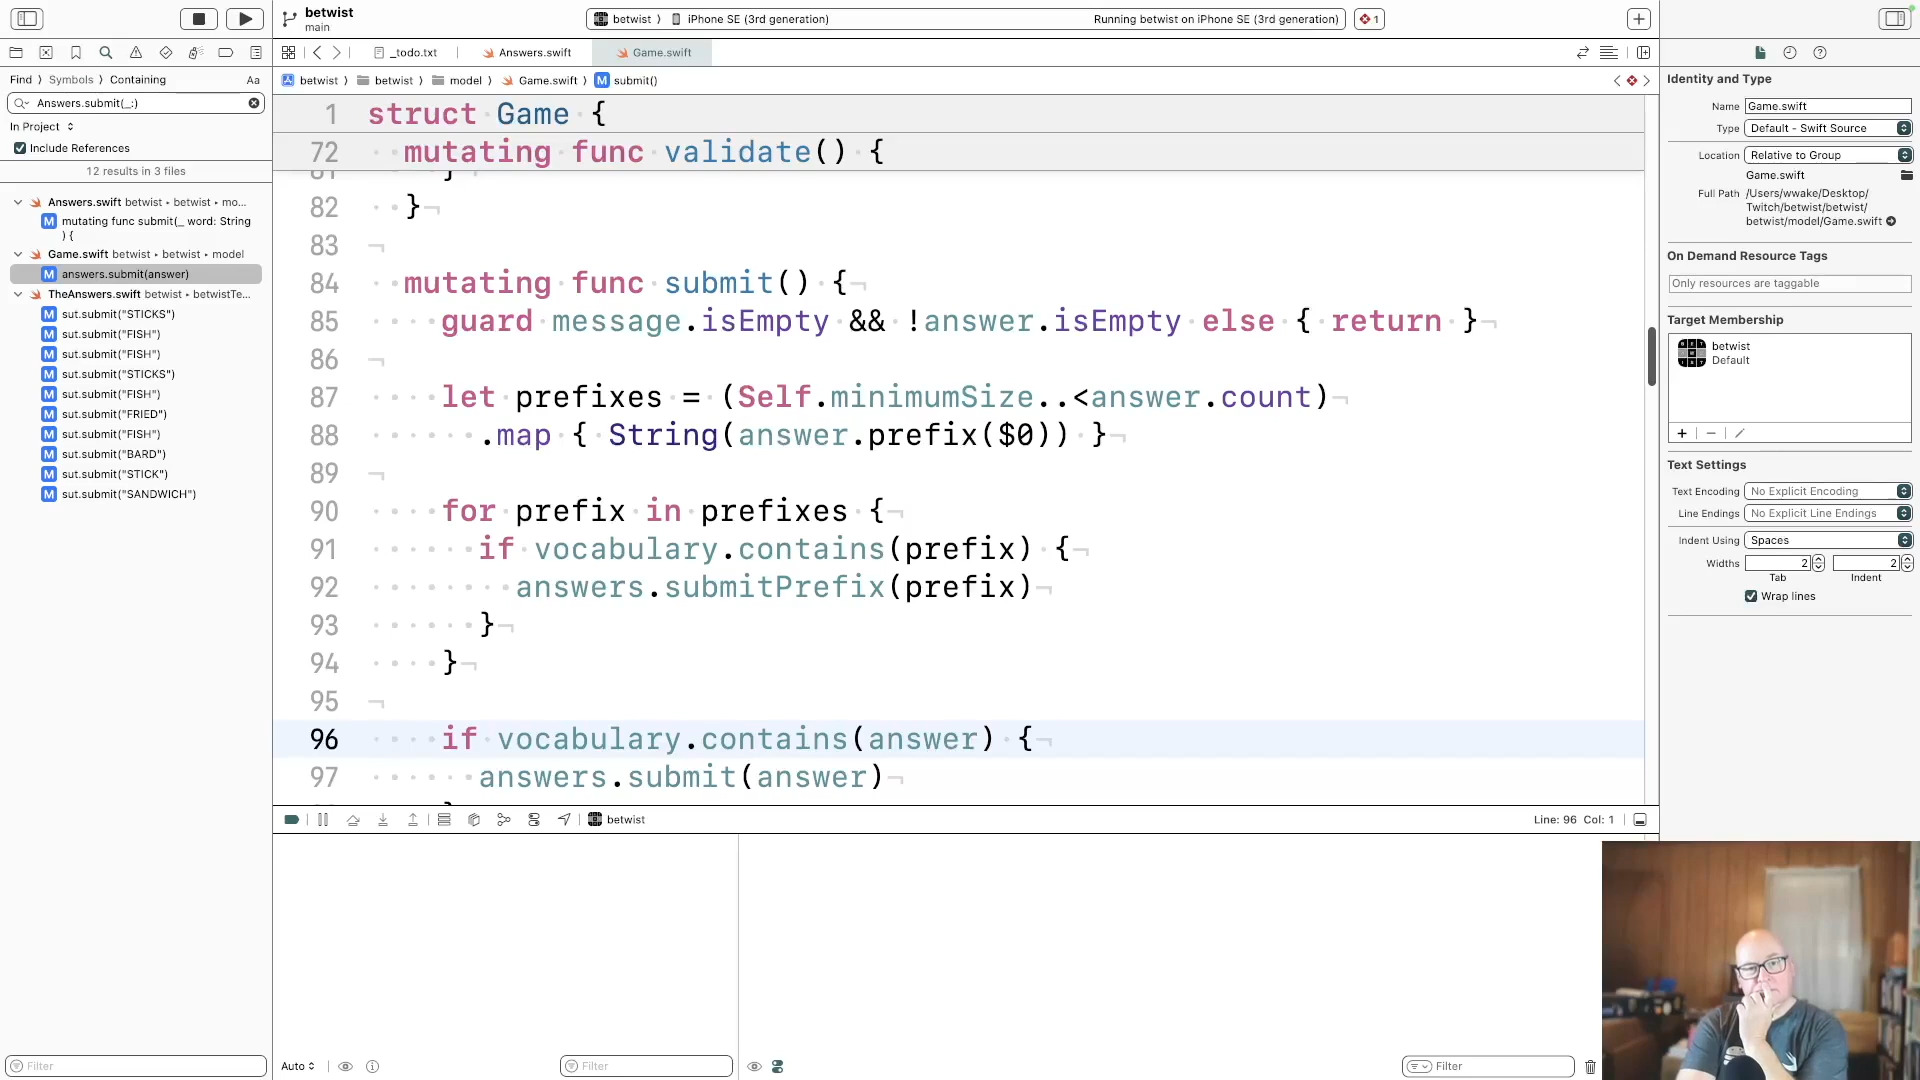 betwist
main
betwist
iPhone SE (3rd generation)
Running betwist on iPhone SE (3rd generation)
1
_todo.txt
Answers.swift
Game.swift
Find
Symbols
Containing
Aa
betwist
betwist
model
Game.swift
M
submit()
Answers.submit(_:)
In Project
Include References
12 results in 3 files
Answers.swift betwist ▸ betwist ▸ mo...
M mutating func submit(_ word: String
) {
Game.swift betwist ▸ betwist ▸ model
M answers.submit(answer)
TheAnswers.swift betwist ▸ betwistTe...
M sut.submit("STICKS")
M sut.submit("FISH")
M sut.submit("FISH")
M sut.submit("STICKS")
M sut.submit("FISH")
M sut.submit("FRIED")
M sut.submit("FISH")
M sut.submit("BARD")
M sut.submit("STICK")
M sut.submit("SANDWICH")
Filter
1 struct Game {
72 mutating func validate() {
81 }
82 }
83
84 mutating func submit() {
85 guard message.isEmpty && !answer.isEmpty else { return }
86
87 let prefixes = (Self.minimumSize..<answer.count)
88 .map { String(answer.prefix($0)) }
89
90 for prefix in prefixes {
91 if vocabulary.contains(prefix) {
92 answers.submitPrefix(prefix)
93 }
94 }
95
96 if vocabulary.contains(answer) {
97 answers.submit(answer)
betwist
Line: 96 Col: 1
Auto
Filter
Filter
Identity and Type
Name Game.swift
Type Default - Swift Source
Location Relative to Group
Game.swift
Full Path /Users/wwake/Desktop/
Twitch/betwist/betwist/
betwist/model/Game.swift
On Demand Resource Tags
Only resources are taggable
Target Membership
betwist
Default
Text Settings
Text Encoding No Explicit Encoding
Line Endings No Explicit Line Endings
Indent Using Spaces
Widths 2 2
Tab Indent
Wrap lines